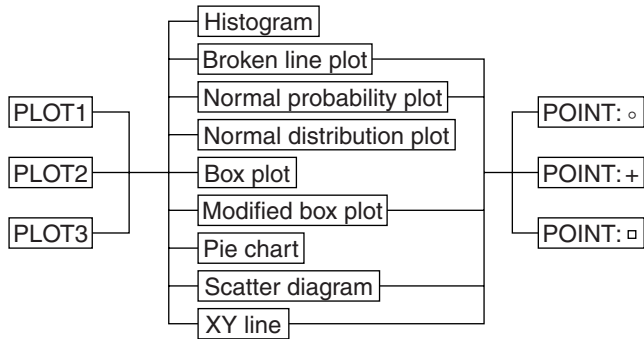 PLOT1
PLOT2
PLOT3
Histogram
Broken line plot
Normal probability plot
Normal distribution plot
Box plot
Modified box plot
Pie chart
Scatter diagram
XY line
POINT: ○
POINT: +
POINT: □